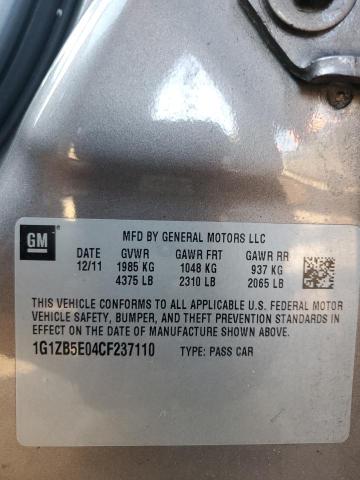 GM
MFD BY GENERAL MOTORS LLC
DATE GVWR GAWR FRT GAWR RR
12/11 1985 KG 1048 KG 937 KG
4375 LB 2310 LB 2065 LB
THIS VEHICLE CONFORMS TO ALL APPLICABLE U.S. FEDERAL MOTOR
VEHICLE SAFETY, BUMPER, AND THEFT PREVENTION STANDARDS IN
EFFECT ON THE DATE OF MANUFACTURE SHOWN ABOVE.
1G1ZB5E04CF237110 TYPE: PASS CAR